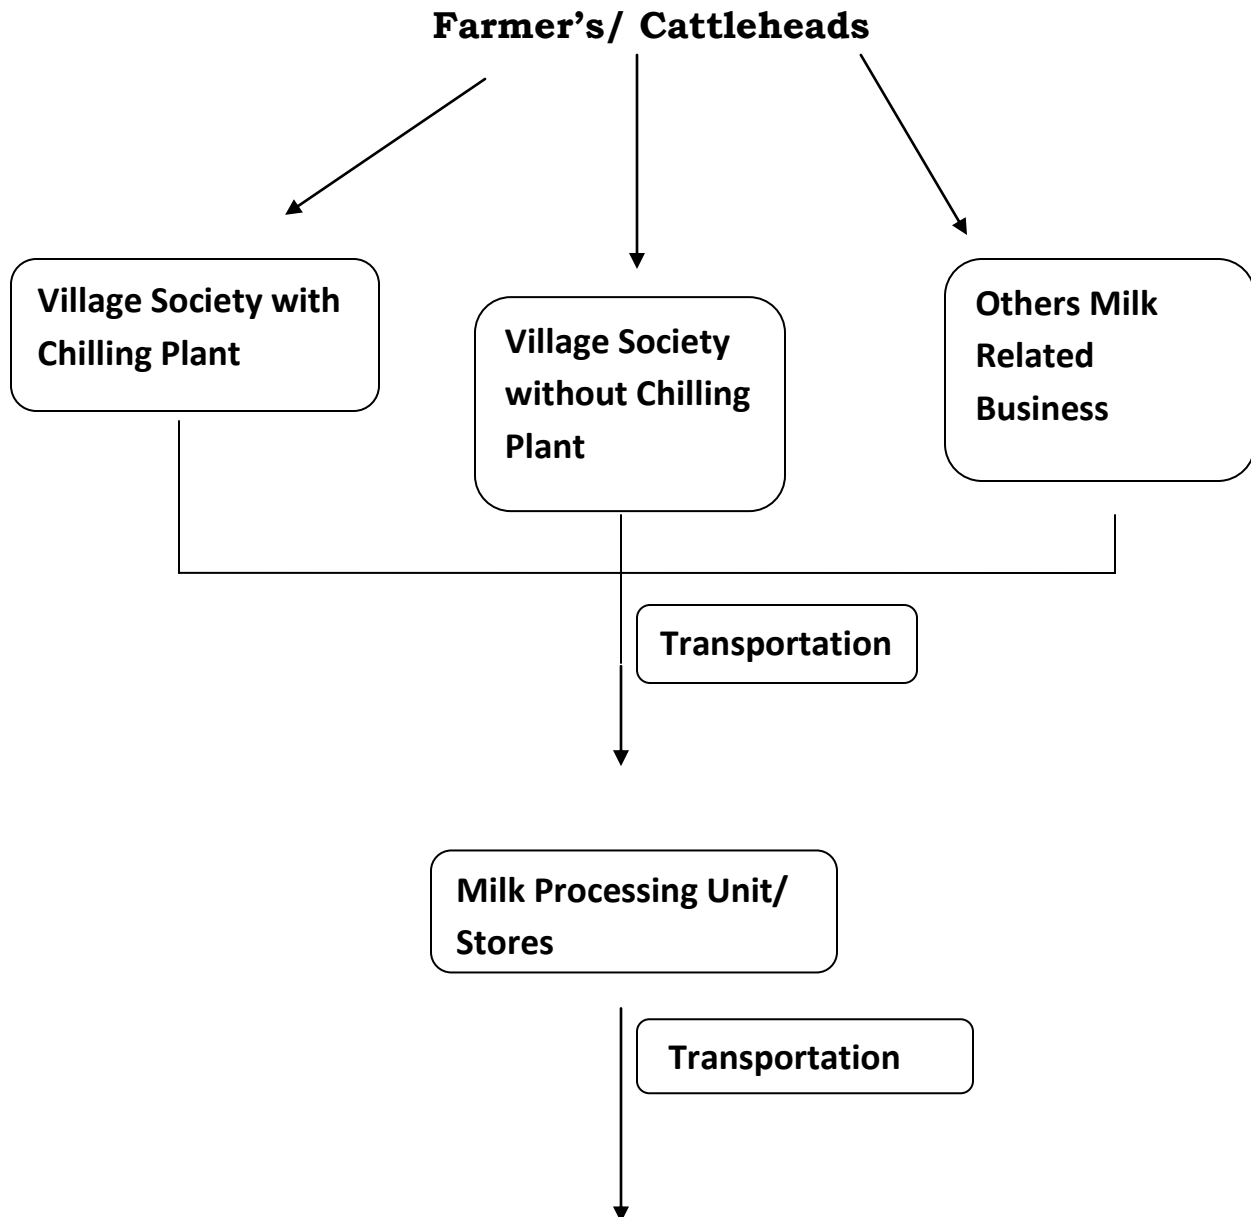 Farmer’s/ Cattleheads
Village Society with
Chilling Plant
Village Society
without Chilling
Plant
Others Milk
Related
Business
Transportation
Milk Processing Unit/
Stores
Transportation